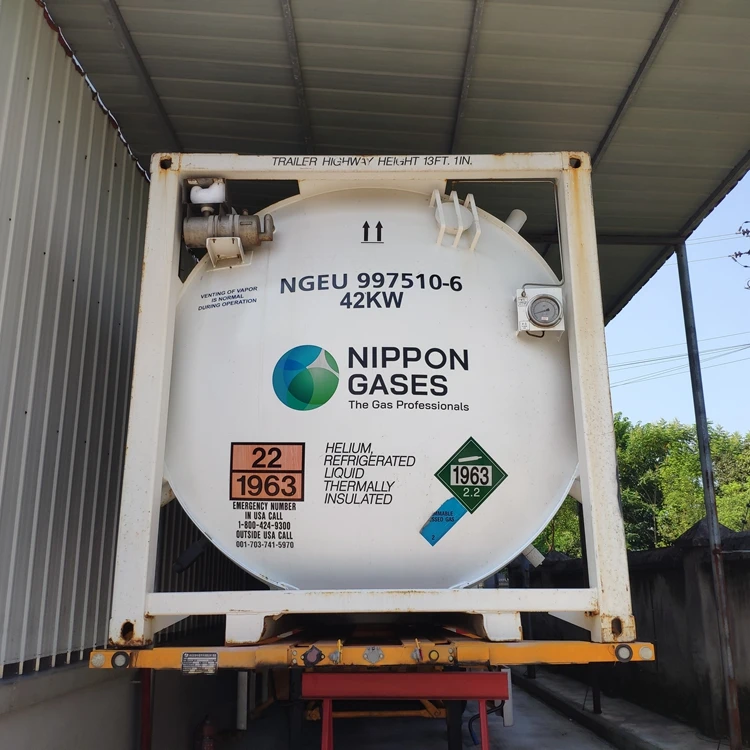 TRAILER HIGHWAY HEIGHT 13FT. 1IN.
VENTING OF VAPOR
IS NORMAL
DURING OPERATION
NGEU 997510-6
42KW
NIPPON
GASES
The Gas Professionals
22
1963
EMERGENCY NUMBER
IN USA CALL
1-800-424-9300
OUTSIDE USA CALL
001-703-741-5970
HELIUM,
REFRIGERATED
LIQUID
THERMALLY
INSULATED
1963
2.2
2